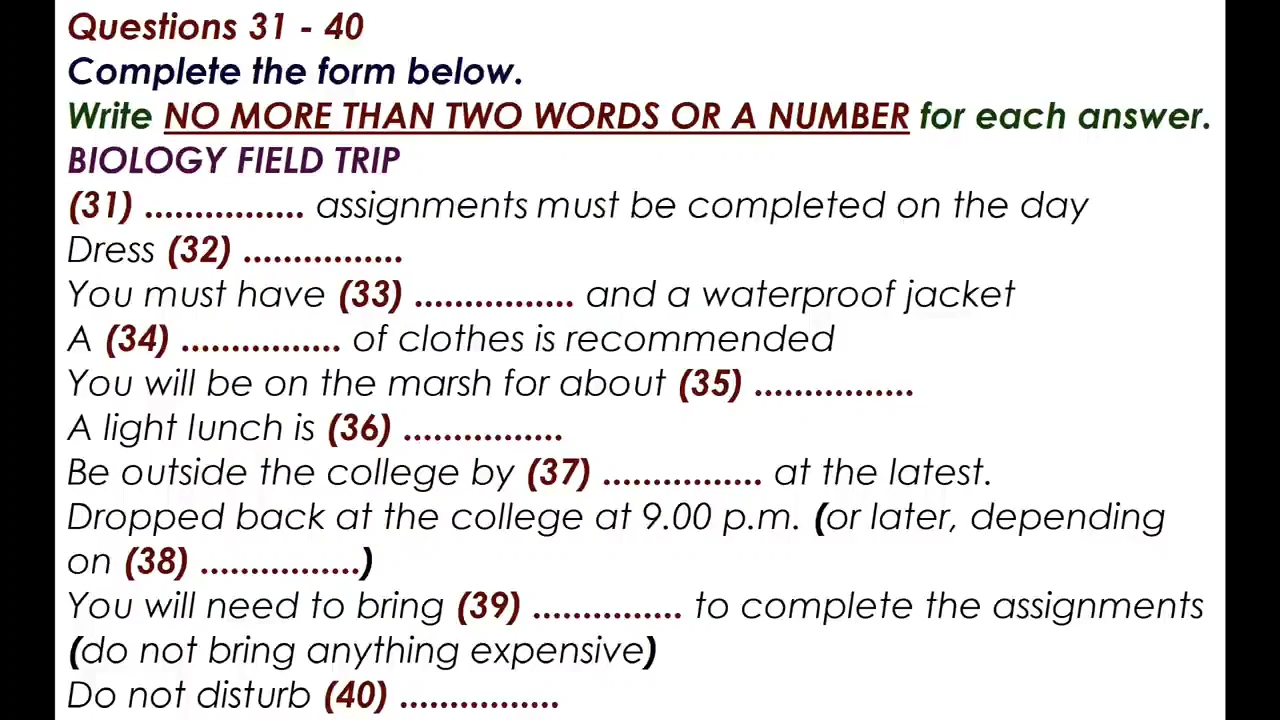 Questions 31 - 40
Complete the form below.
Write NO MORE THAN TWO WORDS OR A NUMBER for each answer.
BIOLOGY FIELD TRIP
(31) ................ assignments must be completed on the day
Dress (32) ................
You must have (33) ................ and a waterproof jacket
A (34) ................ of clothes is recommended
You will be on the marsh for about (35) ................
A light lunch is (36) ................
Be outside the college by (37) ................ at the latest.
Dropped back at the college at 9.00 p.m. (or later, depending
on (38) ................)
You will need to bring (39) ............... to complete the assignments
(do not bring anything expensive)
Do not disturb (40) ................